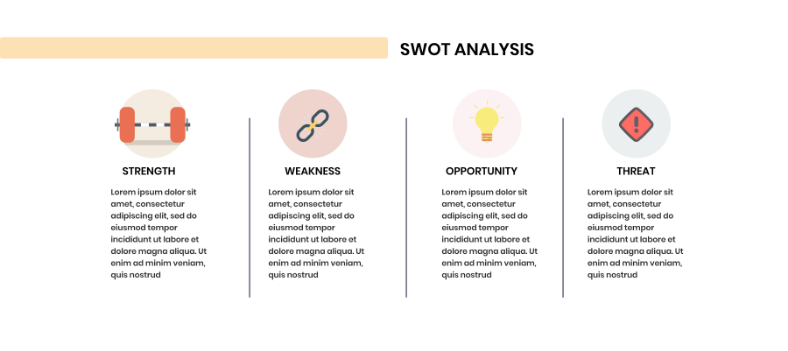 SWOT ANALYSIS
STRENGTH
Lorem ipsum dolor sit
amet, consectetur
adipiscing elit, sed do
eiusmod tempor
incididunt ut labore et
dolore magna aliqua. Ut
enim ad minim veniam,
quis nostrud
WEAKNESS
Lorem ipsum dolor sit
amet, consectetur
adipiscing elit, sed do
eiusmod tempor
incididunt ut labore et
dolore magna aliqua. Ut
enim ad minim veniam,
quis nostrud
OPPORTUNITY
Lorem ipsum dolor sit
amet, consectetur
adipiscing elit, sed do
eiusmod tempor
incididunt ut labore et
dolore magna aliqua. Ut
enim ad minim veniam,
quis nostrud
THREAT
Lorem ipsum dolor sit
amet, consectetur
adipiscing elit, sed do
eiusmod tempor
incididunt ut labore et
dolore magna aliqua. Ut
enim ad minim veniam,
quis nostrud